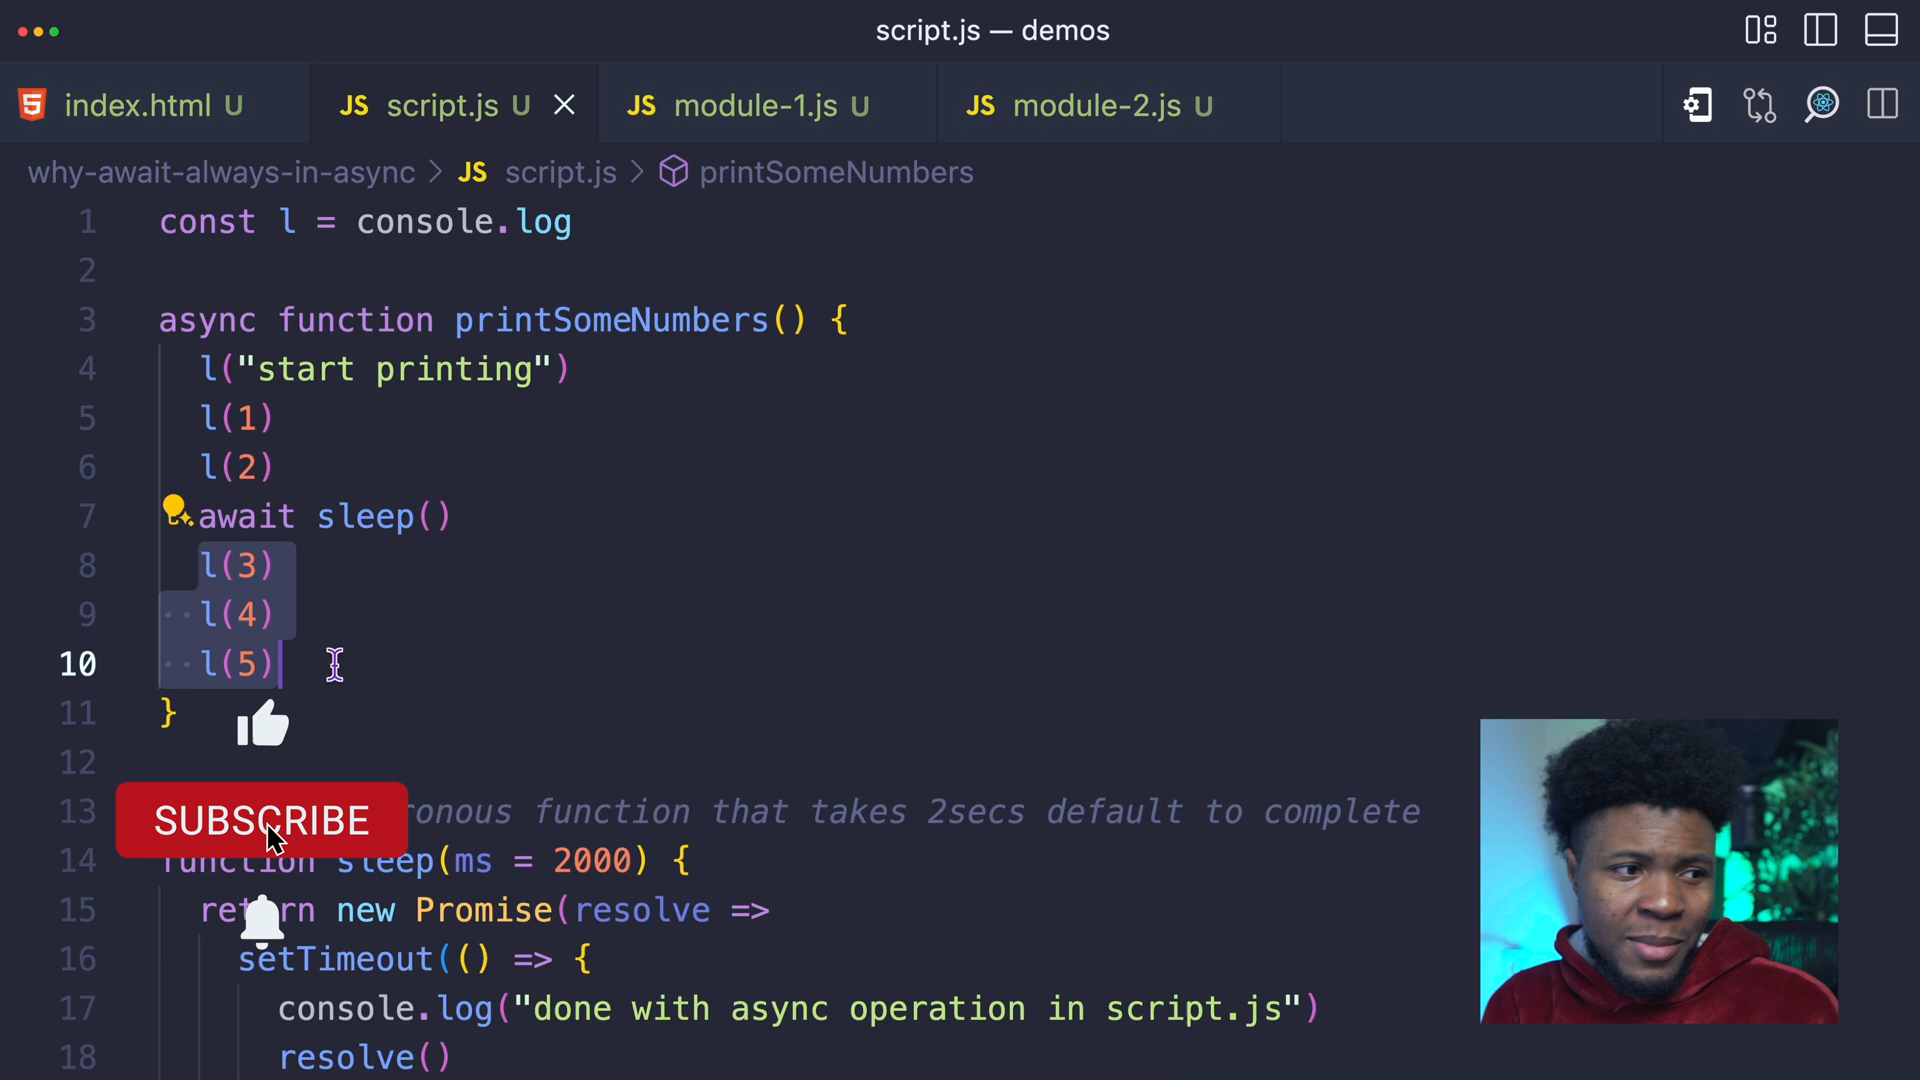 script.js — demos
index.html U
JS script.js U
JS module-1.js U
JS module-2.js U
why-await-always-in-async > JS script.js > printSomeNumbers
1 const l = console.log
2
3 async function printSomeNumbers() {
4 l("start printing")
5 l(1)
6 l(2)
7 await sleep()
8 l(3)
9 l(4)
10 l(5)
11 }
12
13 ronous function that takes 2secs default to complete
SUBSCRIBE
14 function sleep(ms = 2000) {
15 return new Promise(resolve =>
16 setTimeout(() => {
17 console.log("done with async operation in script.js")
18 resolve()